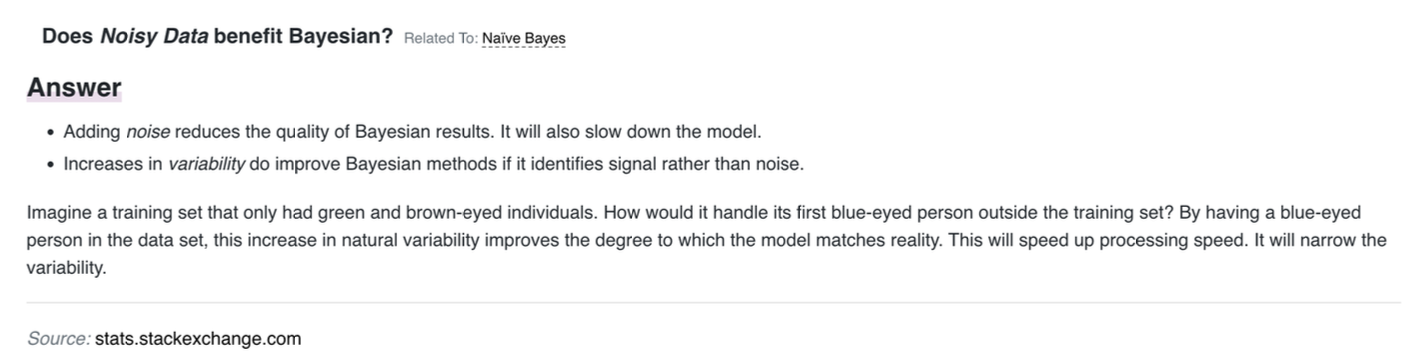 Does Noisy Data benefit Bayesian? Related To: Naïve Bayes
Answer
• Adding noise reduces the quality of Bayesian results. It will also slow down the model.
• Increases in variability do improve Bayesian methods if it identifies signal rather than noise.
Imagine a training set that only had green and brown-eyed individuals. How would it handle its first blue-eyed person outside the training set? By having a blue-eyed
person in the data set, this increase in natural variability improves the degree to which the model matches reality. This will speed up processing speed. It will narrow the
variability.
Source: stats.stackexchange.com